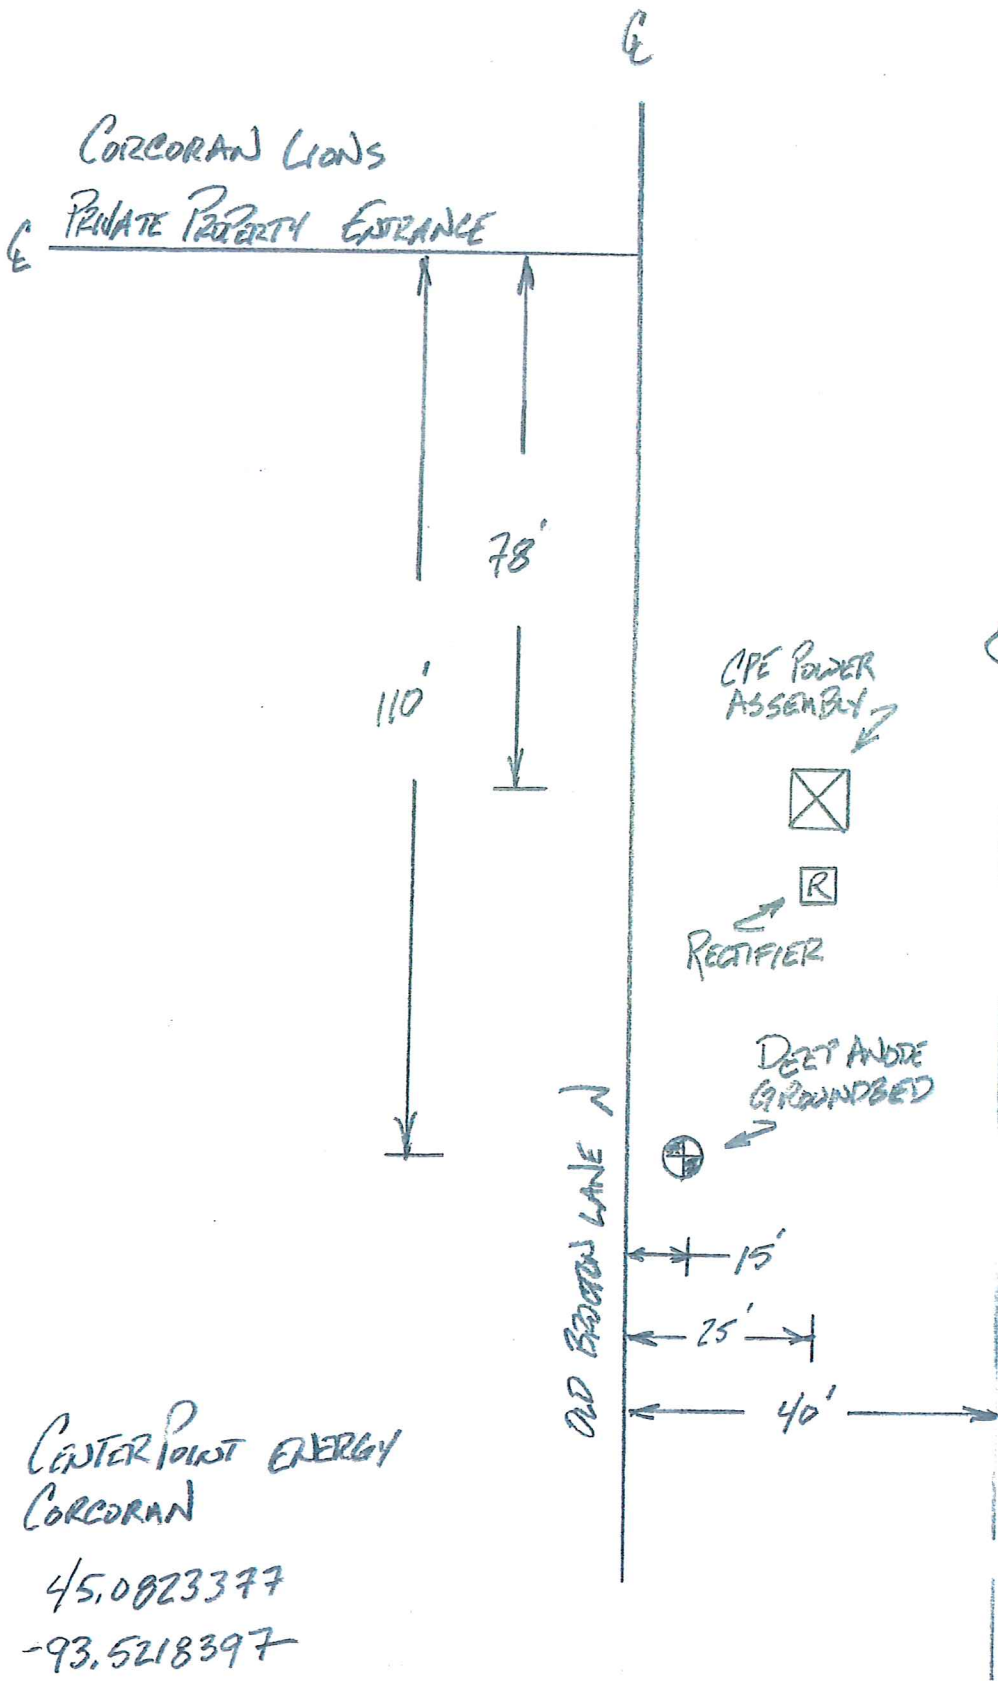 ℄
CORCORAN LIONS
PRIVATE PROPERTY ENTRANCE
℄
78'
110'
CPE POWER
ASSEMBLY
R
RECTIFIER
DEEP ANODE
GROUNDBED
OLD BROCKTON LANE N
15'
25'
40'
CENTERPOINT ENERGY
CORCORAN
45.0823377
-93.5218397